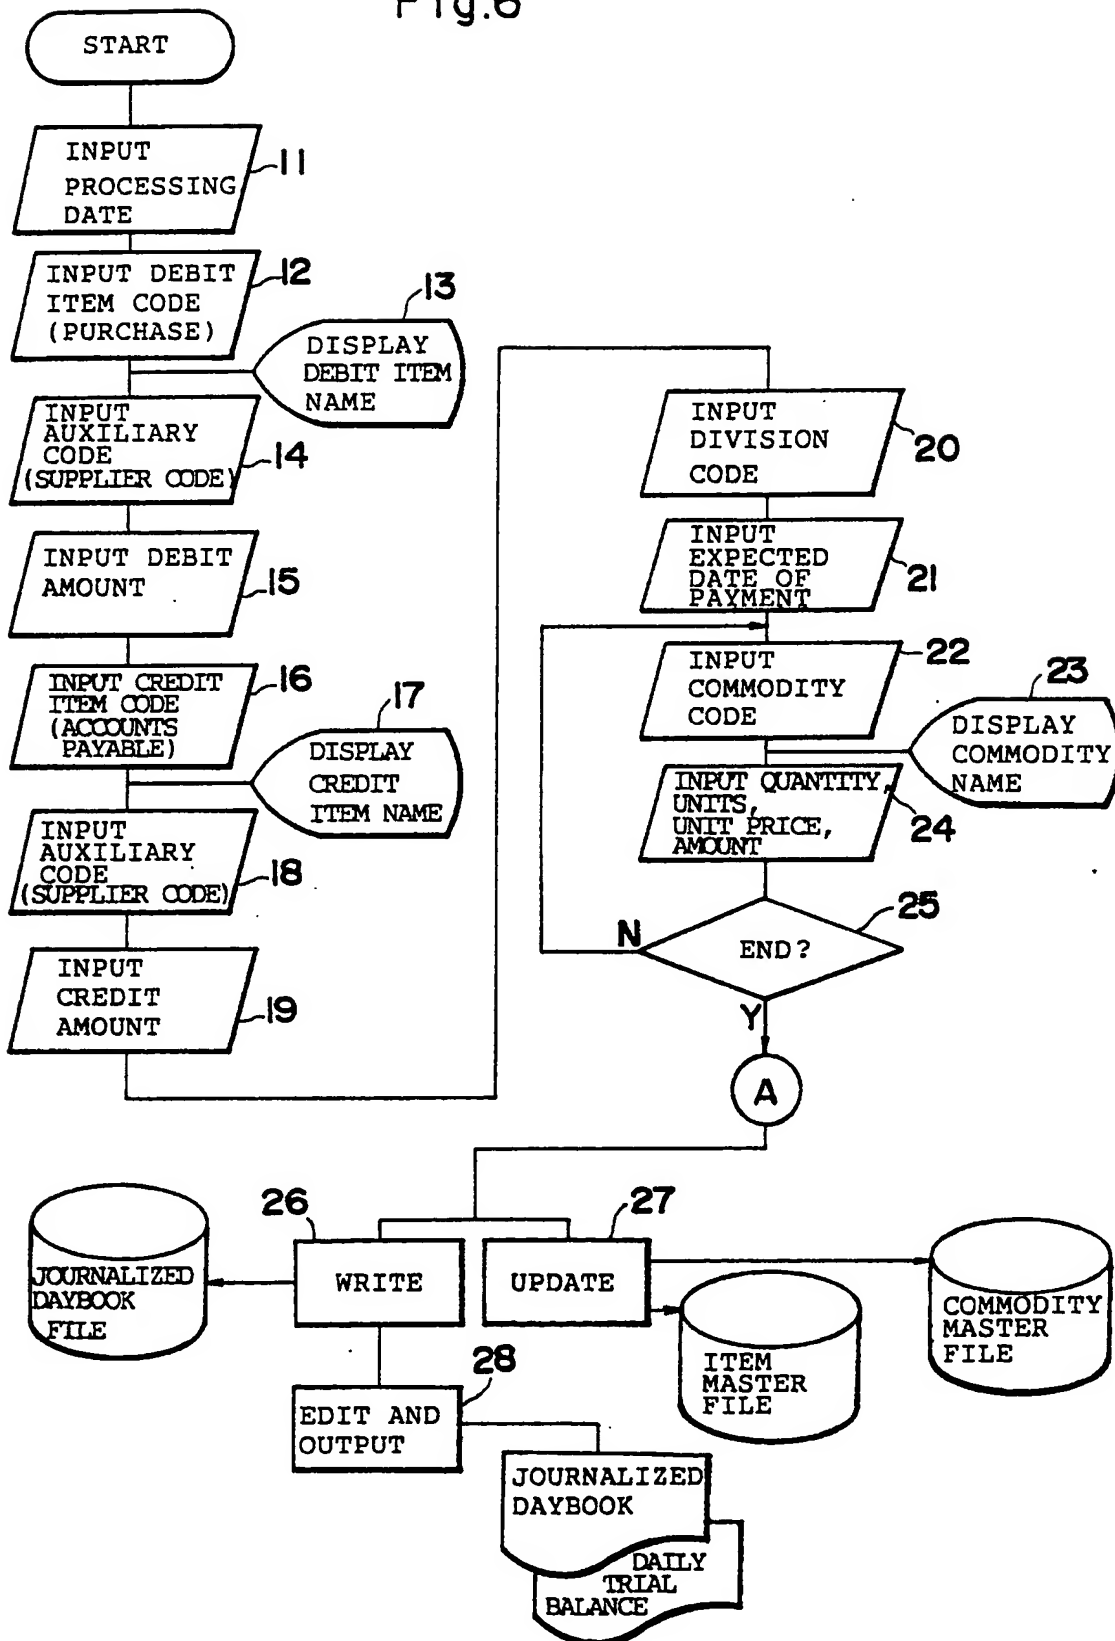 Fig.6
START
INPUT
PROCESSING
DATE
11
INPUT DEBIT
ITEM CODE
(PURCHASE)
12
DISPLAY
DEBIT ITEM
NAME
13
INPUT
AUXILIARY
CODE
(SUPPLIER CODE)
14
INPUT DEBIT
AMOUNT
15
INPUT CREDIT
ITEM CODE
(ACCOUNTS
PAYABLE)
16
DISPLAY
CREDIT
ITEM NAME
17
INPUT
AUXILIARY
CODE
(SUPPLIER CODE)
18
INPUT
CREDIT
AMOUNT
19
INPUT
DIVISION
CODE
20
INPUT
EXPECTED
DATE OF
PAYMENT
21
INPUT
COMMODITY
CODE
22
DISPLAY
COMMODITY
NAME
23
INPUT QUANTITY,
UNITS,
UNIT PRICE,
AMOUNT
24
END?
25
N
Y
A
26
WRITE
27
UPDATE
JOURNALIZED
DAYBOOK
FILE
ITEM
MASTER
FILE
COMMODITY
MASTER
FILE
28
EDIT AND
OUTPUT
JOURNALIZED
DAYBOOK
DAILY
TRIAL
BALANCE